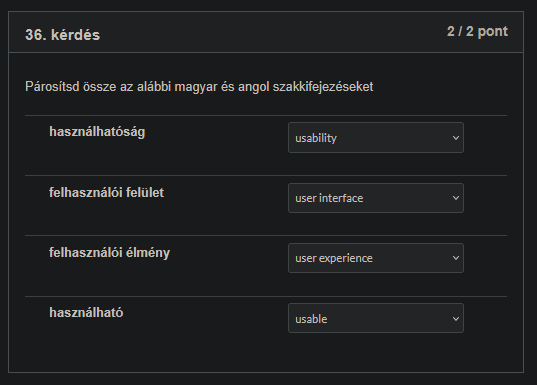 36. kérdés
2 / 2 pont
Párosítsd össze az alábbi magyar és angol szakkifejezéseket
használhatóság
usability
felhasználói felület
user interface
felhasználói élmény
user experience
használható
usable